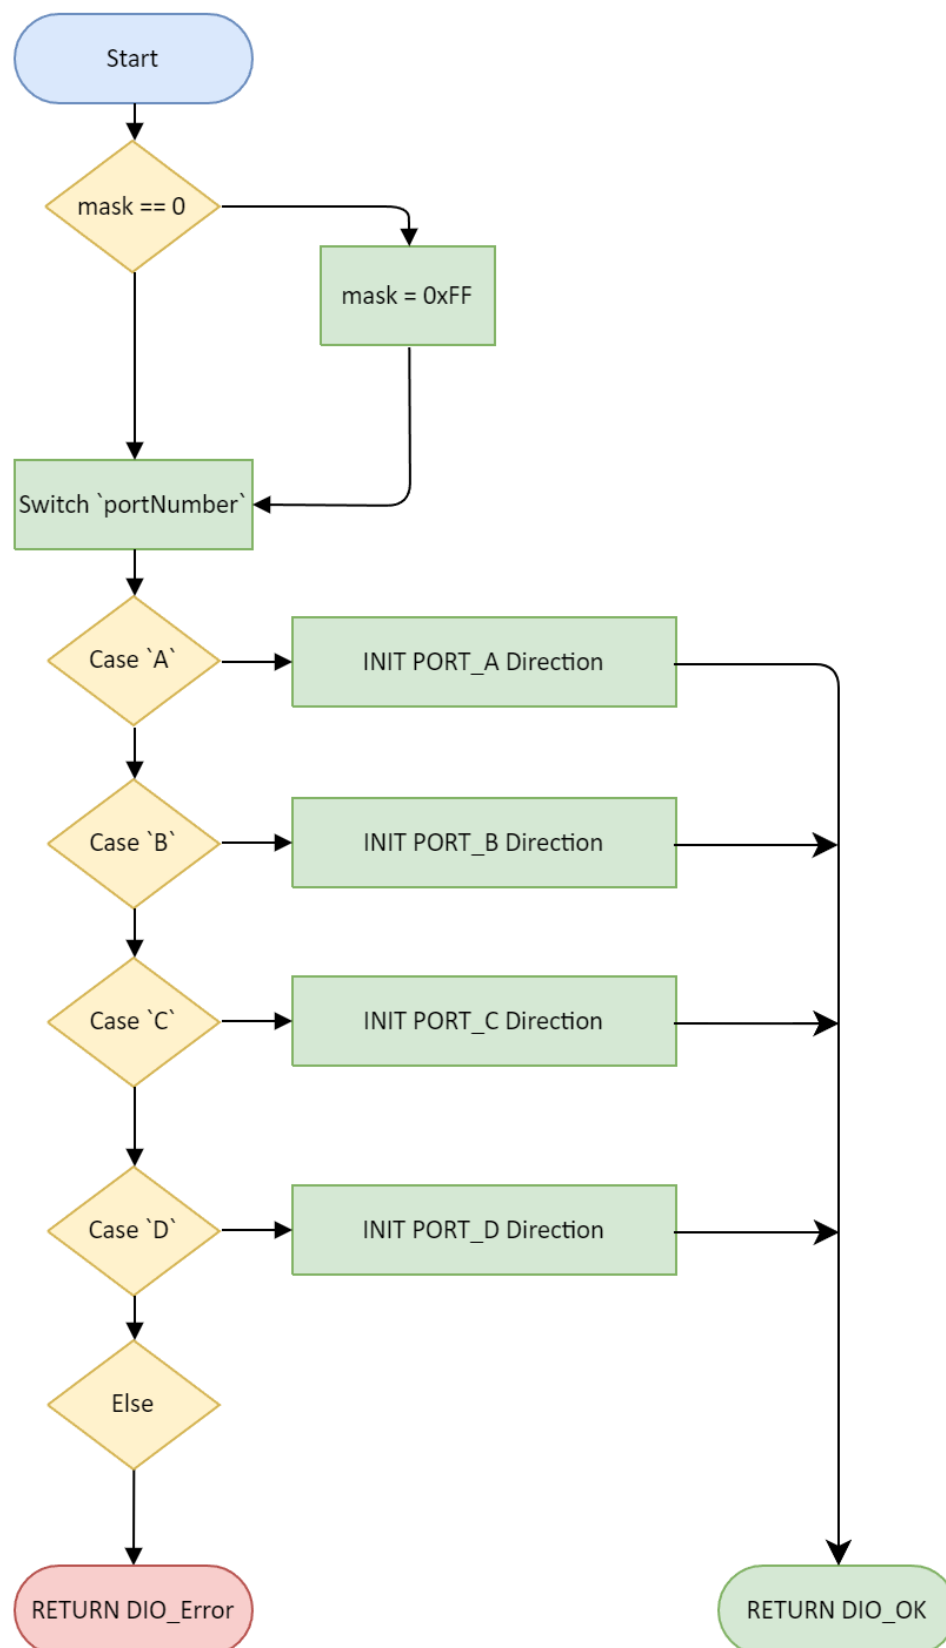 Start
mask == 0
mask = 0xFF
Switch `portNumber`
Case `A`
INIT PORT_A Direction
Case `B`
INIT PORT_B Direction
Case `C`
INIT PORT_C Direction
Case `D`
INIT PORT_D Direction
Else
RETURN DIO_Error
RETURN DIO_OK